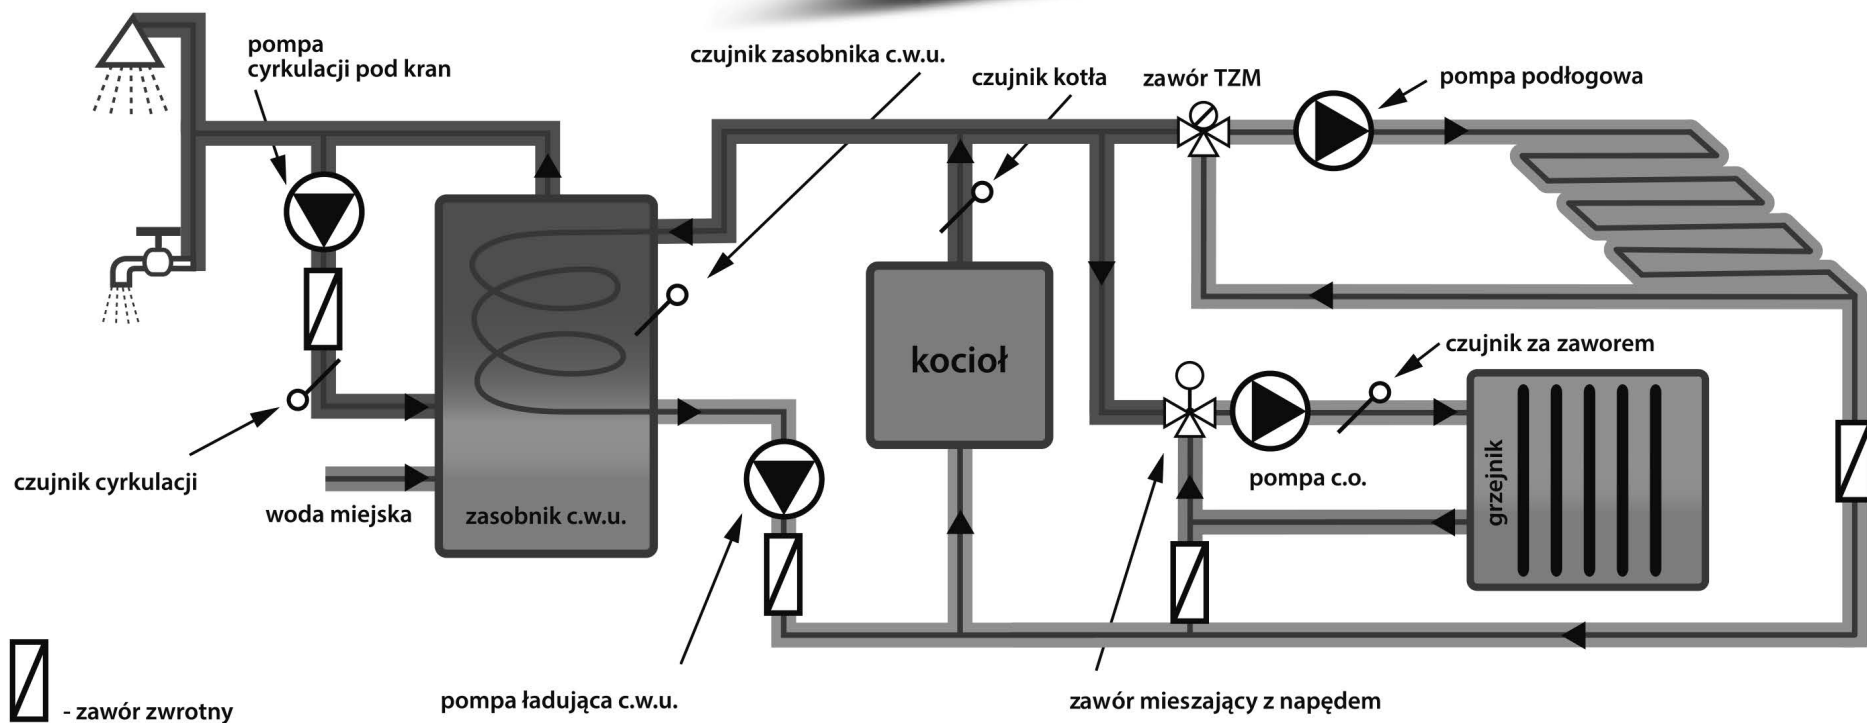 pompa
cyrkulacji pod kran
czujnik zasobnika c.w.u.
czujnik kotła
zawór TZM
pompa podłogowa
kocioł
czujnik za zaworem
czujnik cyrkulacji
woda miejska
zasobnik c.w.u.
pompa c.o.
grzejnik
pompa ładująca c.w.u.
zawór mieszający z napędem
- zawór zwrotny